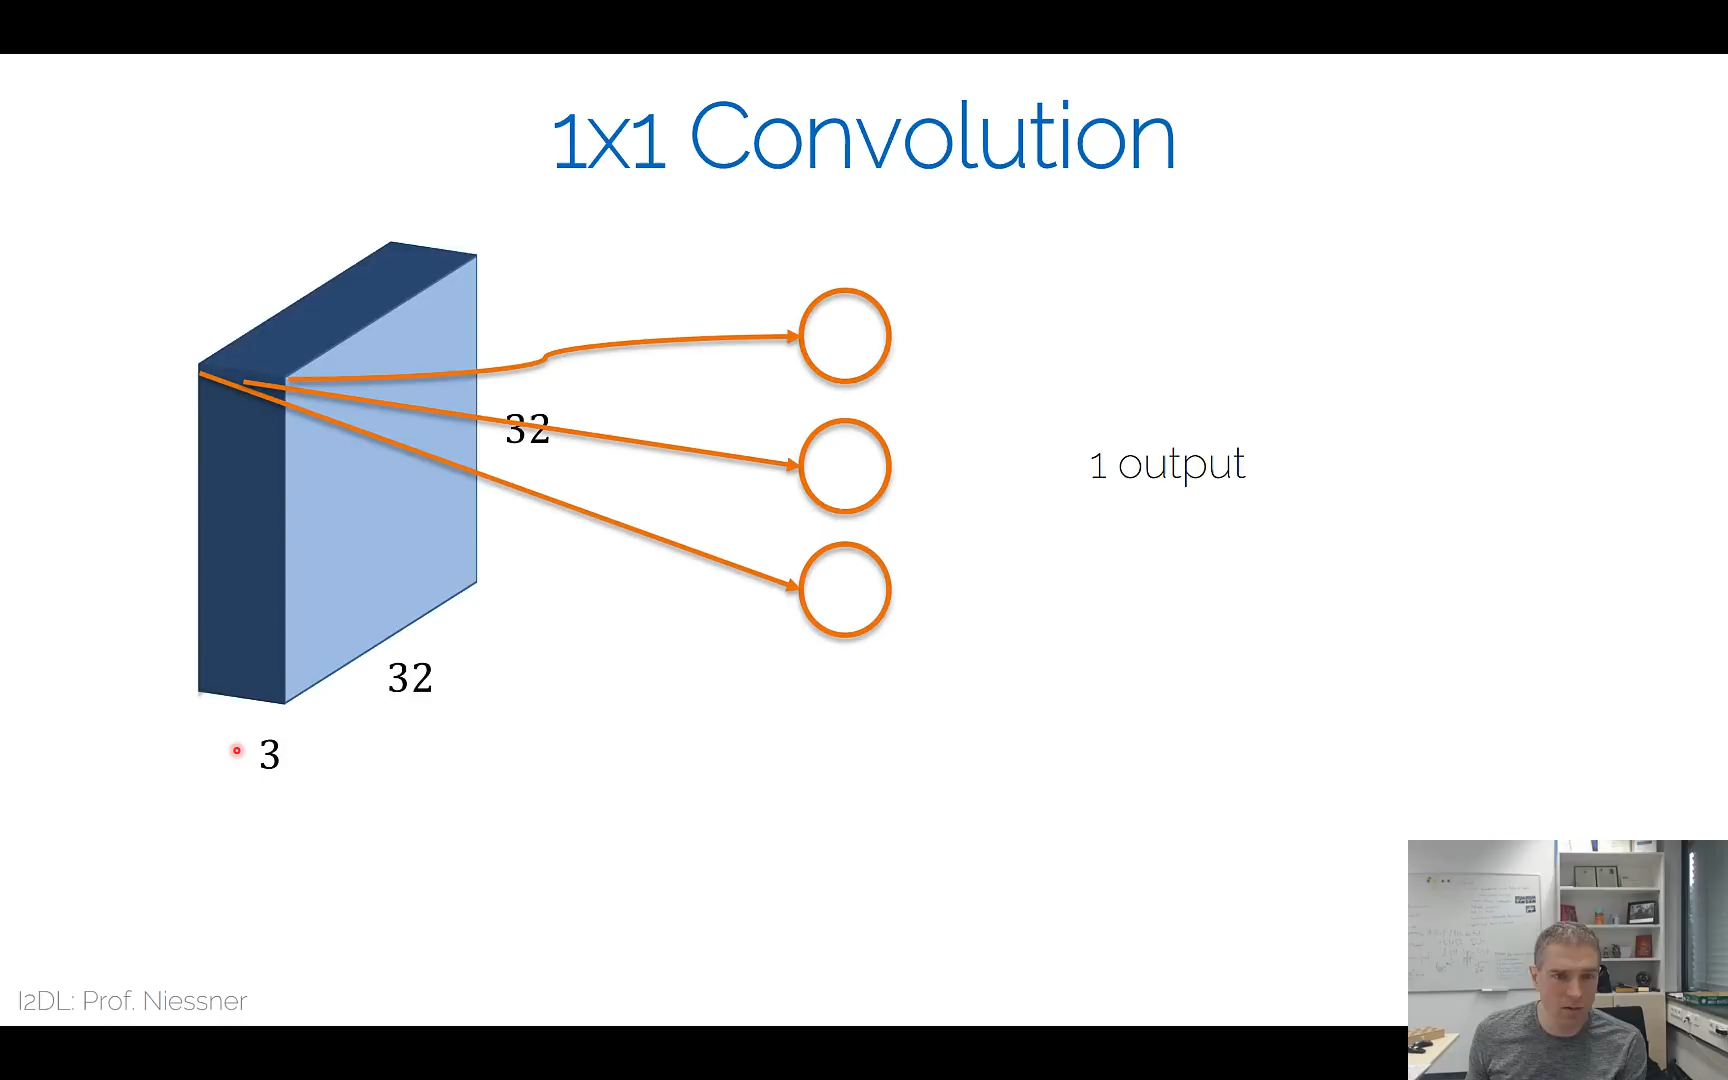 1x1 Convolution
32
1 output
32
3
I2DL: Prof. Niessner